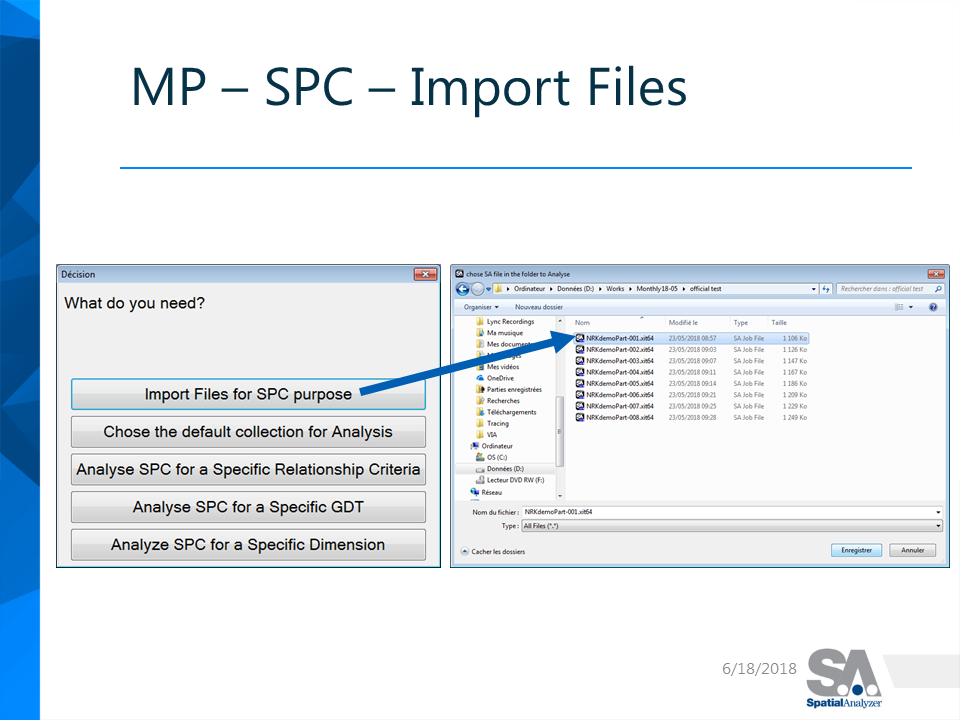 MP – SPC – Import Files
Décision
What do you need?
Import Files for SPC purpose
Chose the default collection for Analysis
Analyse SPC for a Specific Relationship Criteria
Analyse SPC for a Specific GDT
Analyze SPC for a Specific Dimension
SA chose SA file in the folder to Analyse
Ordinateur Données (D:) Works Monthly18-05 official test
Rechercher dans : official test
Organiser Nouveau dossier
Nom Modifié le Type Taille
Lync Recordings
Ma musique
Mes documents
Mes vidéos
OneDrive
Parties enregistrées
Recherches
Téléchargements
Tracing
VIA
Ordinateur
OS (C:)
Données (D:)
Lecteur DVD RW (F:)
Réseau
NRKdemoPart-001.xit64 23/05/2018 08:57 SA Job File 1 106 Ko
NRKdemoPart-002.xit64 23/05/2018 09:03 SA Job File 1 126 Ko
NRKdemoPart-003.xit64 23/05/2018 09:07 SA Job File 1 147 Ko
NRKdemoPart-004.xit64 23/05/2018 09:11 SA Job File 1 167 Ko
NRKdemoPart-005.xit64 23/05/2018 09:14 SA Job File 1 186 Ko
NRKdemoPart-006.xit64 23/05/2018 09:21 SA Job File 1 209 Ko
NRKdemoPart-007.xit64 23/05/2018 09:25 SA Job File 1 229 Ko
NRKdemoPart-008.xit64 23/05/2018 09:28 SA Job File 1 249 Ko
Nom du fichier : NRKdemoPart-001.xit64
Type : All Files (*.*)
Cacher les dossiers
Enregistrer Annuler
6/18/2018
SA
SpatialAnalyzer